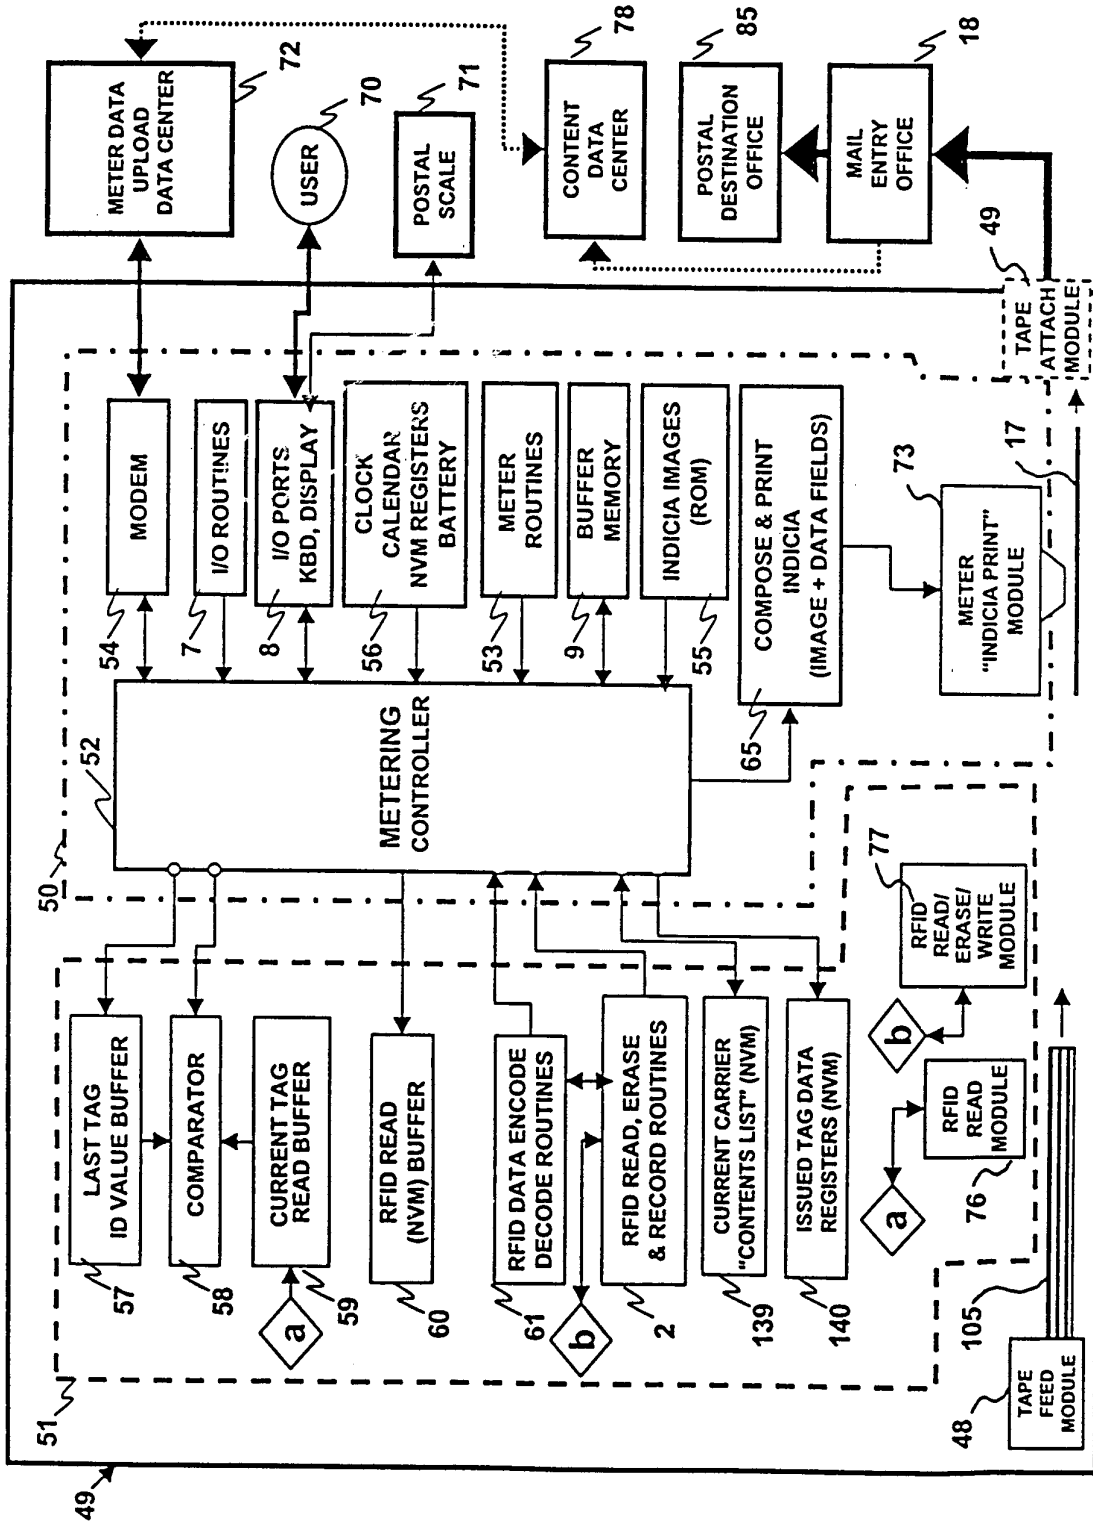 49
51
50
52
LAST TAG
ID VALUE BUFFER
57
COMPARATOR
58
CURRENT TAG
READ BUFFER
59
a
RFID READ
(NVM) BUFFER
60
RFID DATA ENCODE
DECODE ROUTINES
61
b
RFID READ, ERASE
& RECORD ROUTINES
2
CURRENT CARRIER
"CONTENTS LIST" (NVM)
139
ISSUED TAG DATA
REGISTERS (NVM)
140
METERING
CONTROLLER
MODEM
54
I/O ROUTINES
7
I/O PORTS
KBD, DISPLAY
8
CLOCK
CALENDAR
NVM REGISTERS
BATTERY
56
METER
ROUTINES
53
BUFFER
MEMORY
9
INDICIA IMAGES
(ROM)
55
COMPOSE & PRINT
INDICIA
(IMAGE + DATA FIELDS)
65
METER DATA
UPLOAD
DATA CENTER
72
USER
70
POSTAL
SCALE
71
CONTENT
DATA
CENTER
78
POSTAL
DESTINATION
OFFICE
85
MAIL
ENTRY
OFFICE
18
TAPE
FEED
MODULE
48
105
a
RFID
READ
MODULE
76
b
RFID
READ/
ERASE/
WRITE
MODULE
77
METER
"INDICIA PRINT"
MODULE
73
17
TAPE
ATTACH
MODULE
49